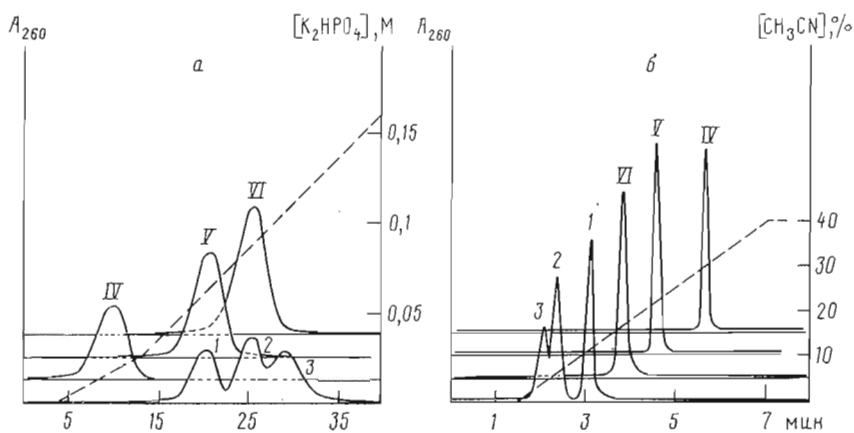 A260 [K2HPO4], М A260 [CH3CN],%
а б
0,15
V IV
VI VI
1 40
V 0,1
2 30
IV 3 0,05 20
1 2 3 10
5 15 25 35 1 3 5 7 мин